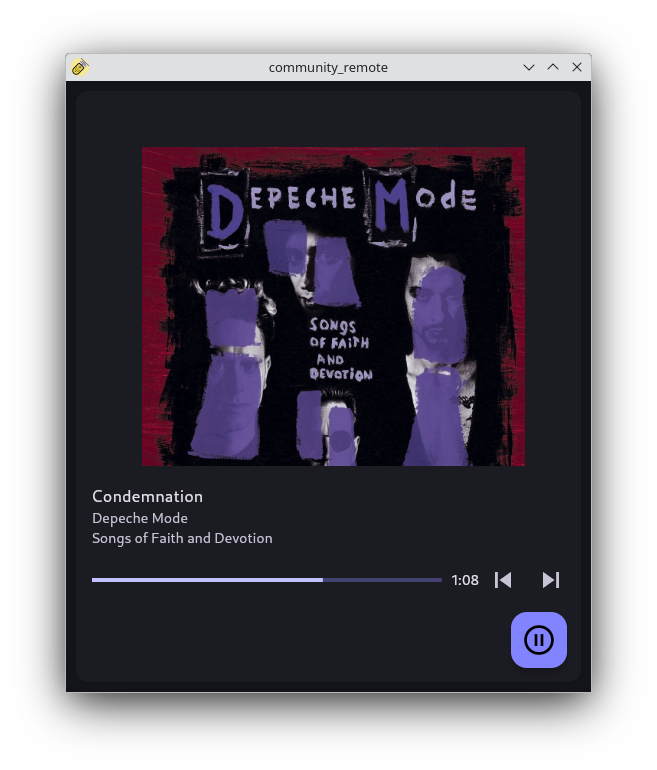 community_remote
DEPECHE MODE
SONGS
OF FAITH
AND
DEVOTION
Condemnation
Depeche Mode
Songs of Faith and Devotion
1:08